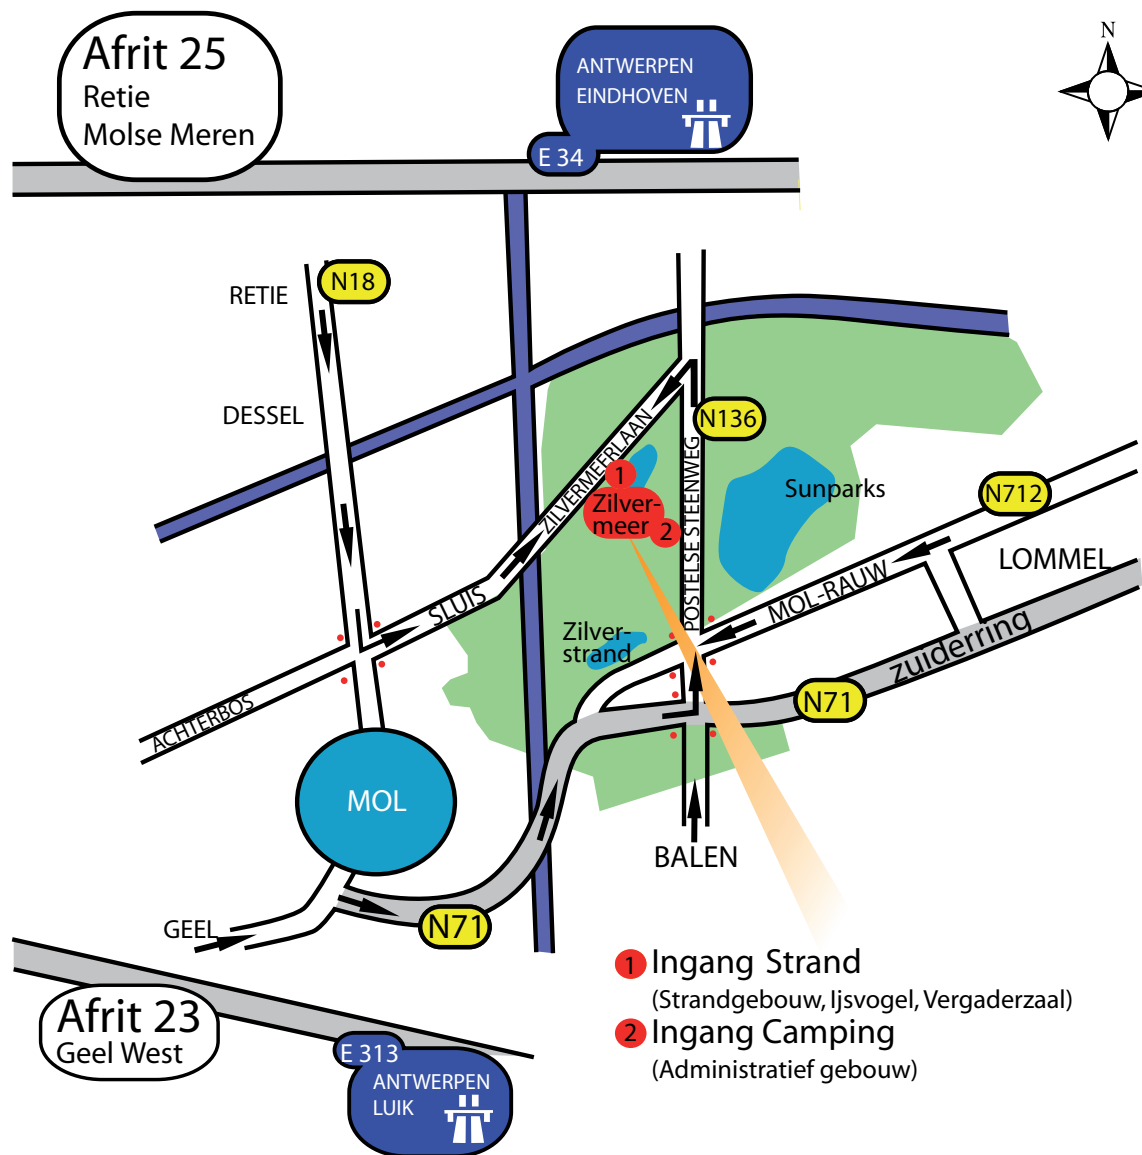 Afrit 25
Retie
Molse Meren
ANTWERPEN
EINDHOVEN
E 34
N
RETIE
N18
DESSEL
N136
ZILVERMEERLAAN
POSTELSE STEENWEG
1
Zilver-
meer
2
Sunparks
N712
LOMMEL
MOL-RAUW
SLUIS
Zilver-
strand
zuiderring
N71
ACHTERBOS
MOL
BALEN
N71
GEEL
1 Ingang Strand
(Strandgebouw, Ijsvogel, Vergaderzaal)
2 Ingang Camping
(Administratief gebouw)
Afrit 23
Geel West
E 313
ANTWERPEN
LUIK